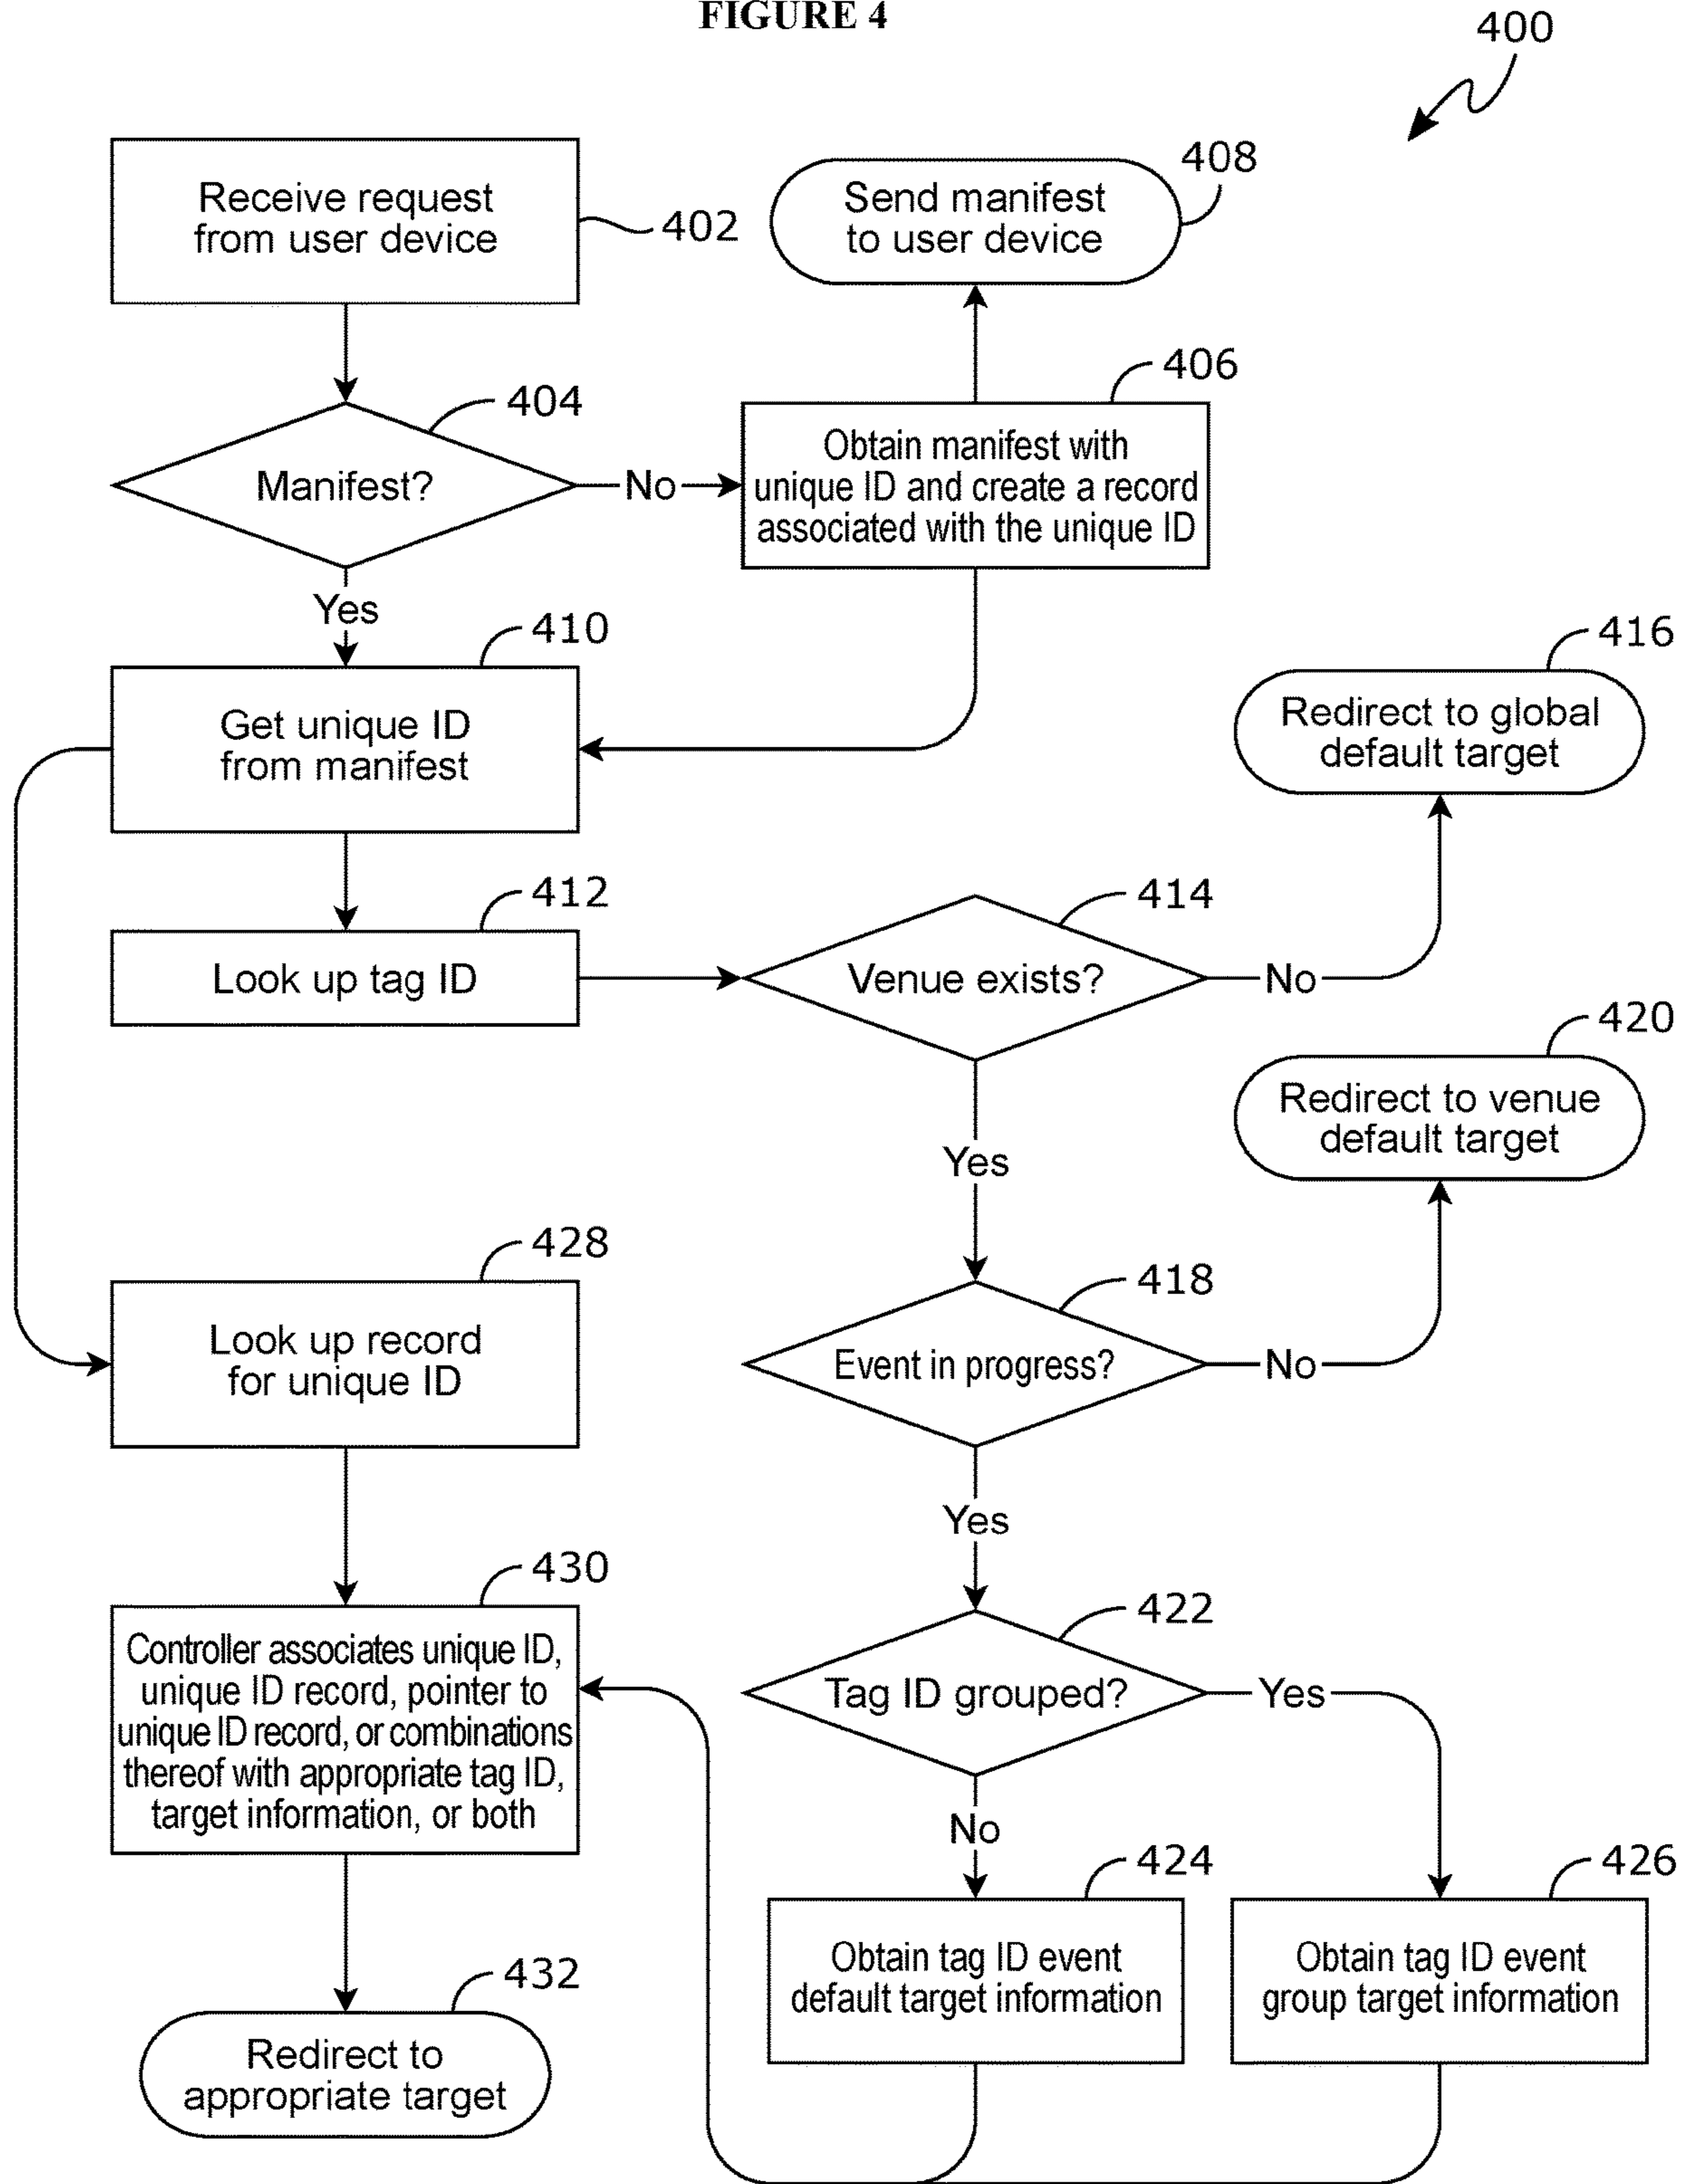 FIGURE 4
400
Receive request
from user device
402
Send manifest
to user device
408
404
Manifest?
No
406
Obtain manifest with
unique ID and create a record
associated with the unique ID
Yes
410
Get unique ID
from manifest
416
Redirect to global
default target
412
Look up tag ID
414
Venue exists?
No
420
Redirect to venue
default target
Yes
428
Look up record
for unique ID
418
Event in progress?
No
Yes
430
Controller associates unique ID,
unique ID record, pointer to
unique ID record, or combinations
thereof with appropriate tag ID,
target information, or both
422
Tag ID grouped?
Yes
No
424
Obtain tag ID event
default target information
426
Obtain tag ID event
group target information
432
Redirect to
appropriate target